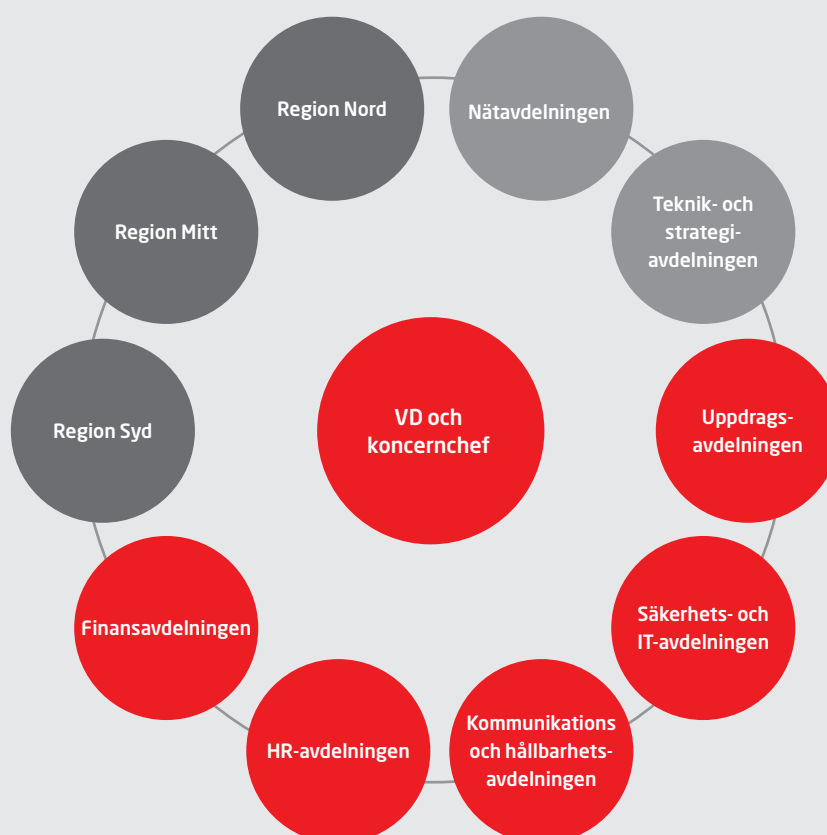 Region Nord
Nätavdelningen
Region Mitt
Teknik- och
strategi-
avdelningen
Region Syd
VD och
koncernchef
Uppdrags-
avdelningen
Finansavdelningen
Säkerhets- och
IT-avdelningen
HR-avdelningen
Kommunikations
och hållbarhets-
avdelningen